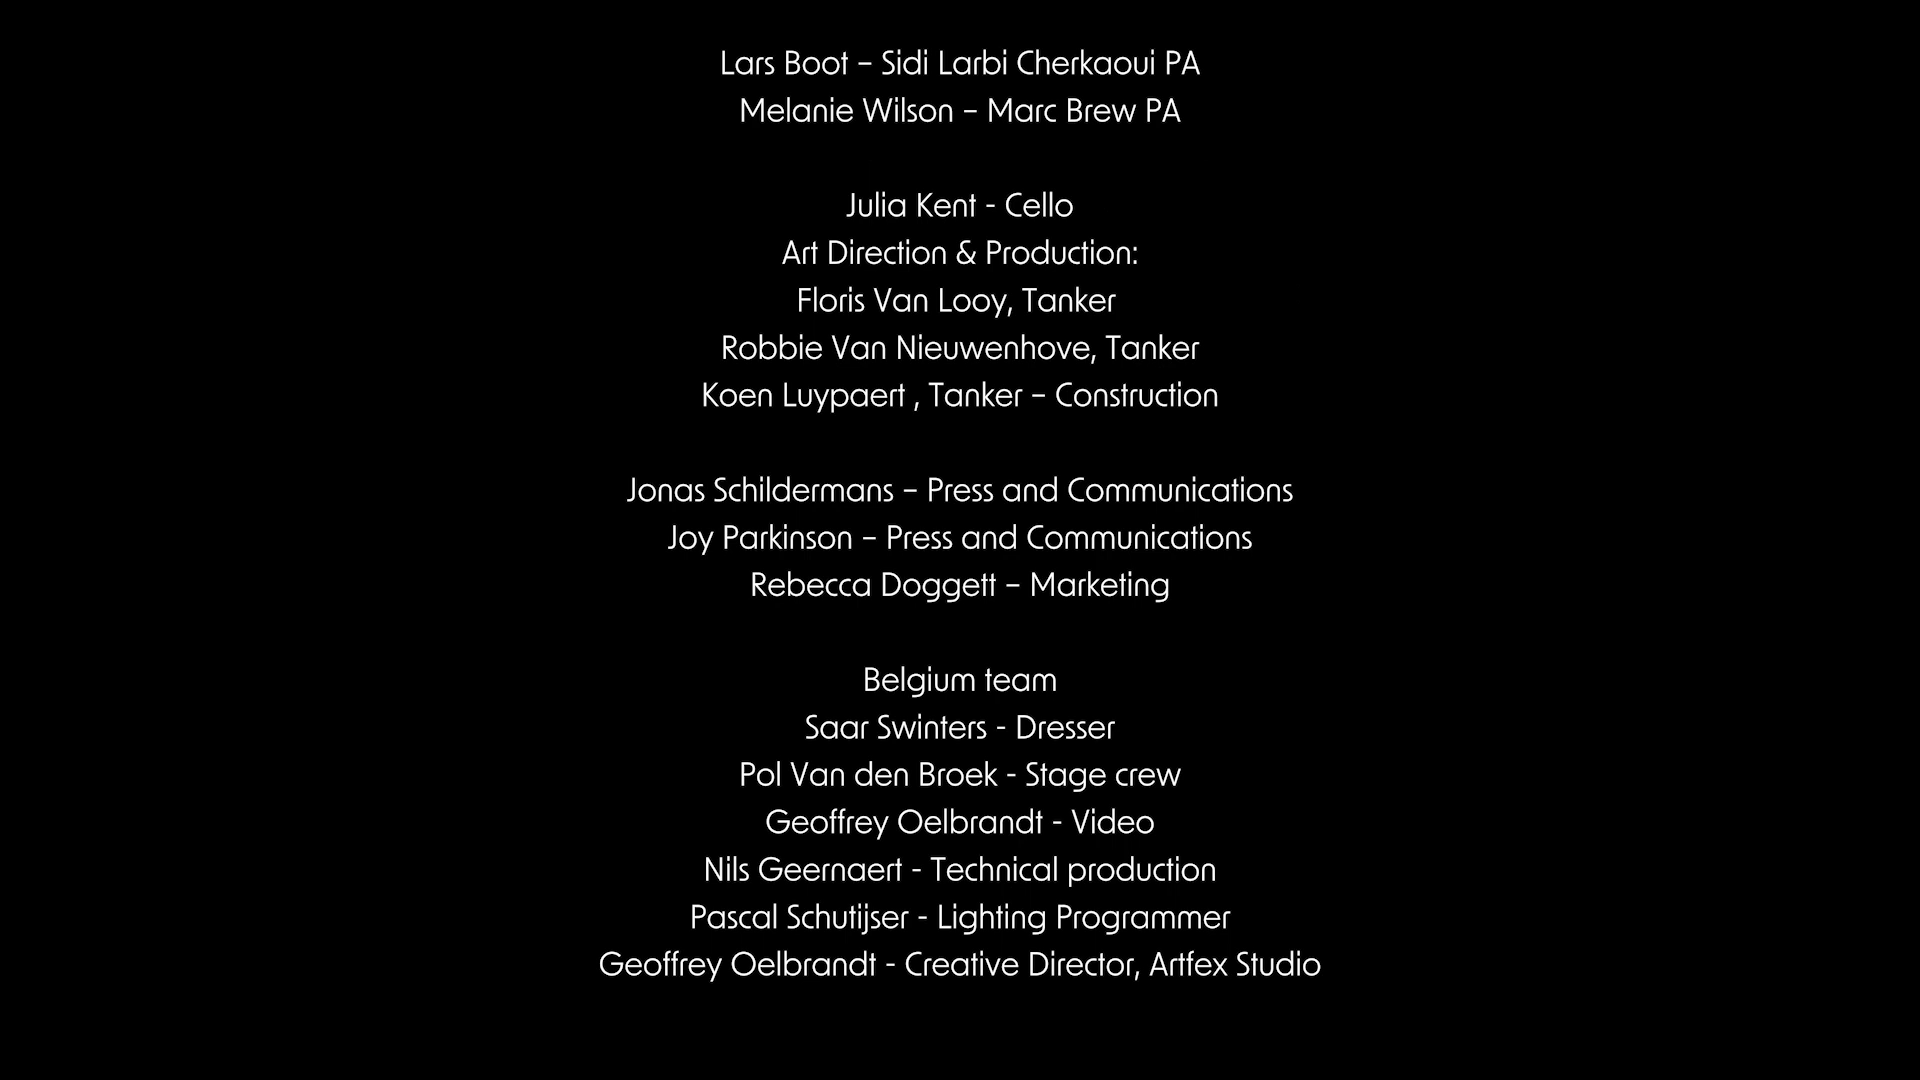 Lars Boot – Sidi Larbi Cherkaoui PA
Melanie Wilson – Marc Brew PA
Julia Kent - Cello
Art Direction & Production:
Floris Van Looy, Tanker
Robbie Van Nieuwenhove, Tanker
Koen Luypaert , Tanker – Construction
Jonas Schildermans – Press and Communications
Joy Parkinson – Press and Communications
Rebecca Doggett – Marketing
Belgium team
Saar Swinters - Dresser
Pol Van den Broek - Stage crew
Geoffrey Oelbrandt - Video
Nils Geernaert - Technical production
Pascal Schutijser - Lighting Programmer
Geoffrey Oelbrandt - Creative Director, Artfex Studio